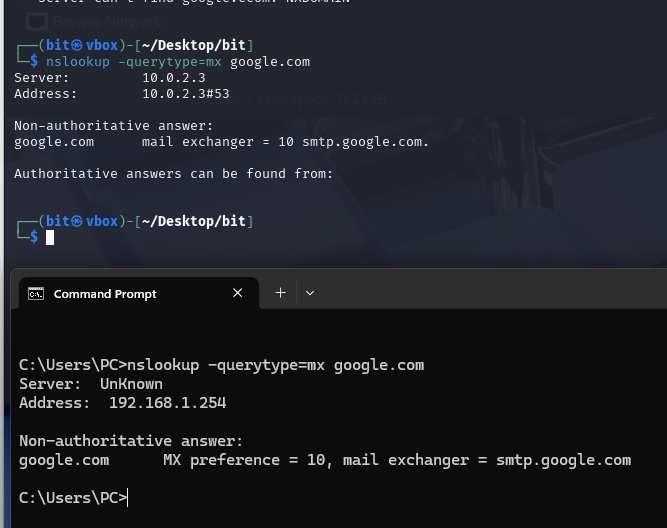 server can't find google.com: NXDOMAIN
Browse Network
┌──(bit㉿vbox)-[~/Desktop/bit]
└─$ nslookup -querytype=mx google.com
Server:         10.0.2.3
Address:        10.0.2.3#53
Non-authoritative answer:
google.com      mail exchanger = 10 smtp.google.com.
Authoritative answers can be found from:
┌──(bit㉿vbox)-[~/Desktop/bit]
└─$
Command Prompt
C:\Users\PC>nslookup -querytype=mx google.com
Server:  UnKnown
Address:  192.168.1.254
Non-authoritative answer:
google.com      MX preference = 10, mail exchanger = smtp.google.com
C:\Users\PC>